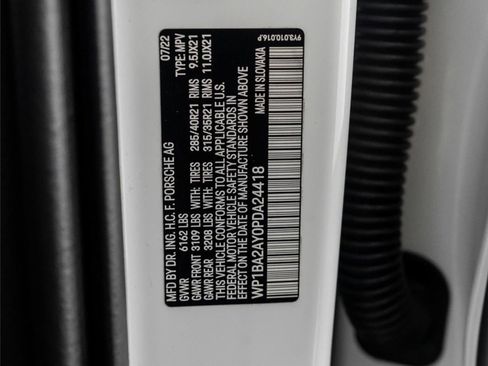 MFD BY DR. ING. H.C. F. PORSCHE AG 07/22
GVWR 6162 LBS TYPE: MPV
GAWR FRONT 3109 LBS WITH: TIRES 285/40R21 RIMS 9.5JX21
GAWR REAR 3208 LBS WITH: TIRES 315/35R21 RIMS 11.0JX21
THIS VEHICLE CONFORMS TO ALL APPLICABLE U.S.
FEDERAL MOTOR VEHICLE SAFETY STANDARDS IN
EFFECT ON THE DATE OF MANUFACTURE SHOWN ABOVE
WP1BA2AY0PDA24418 MADE IN SLOVAKIA
9Y3.010.016.P